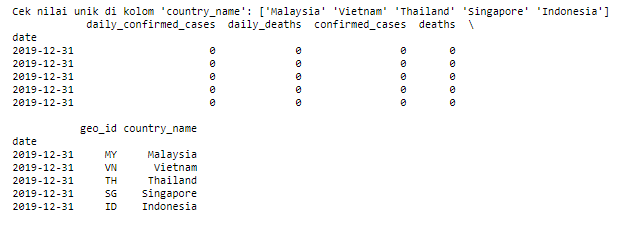 Cek nilai unik di kolom 'country_name': ['Malaysia' 'Vietnam' 'Thailand' 'Singapore' 'Indonesia']
daily_confirmed_cases daily_deaths confirmed_cases deaths \
date
2019-12-31 0 0 0 0
2019-12-31 0 0 0 0
2019-12-31 0 0 0 0
2019-12-31 0 0 0 0
2019-12-31 0 0 0 0
geo_id country_name
date
2019-12-31 MY Malaysia
2019-12-31 VN Vietnam
2019-12-31 TH Thailand
2019-12-31 SG Singapore
2019-12-31 ID Indonesia